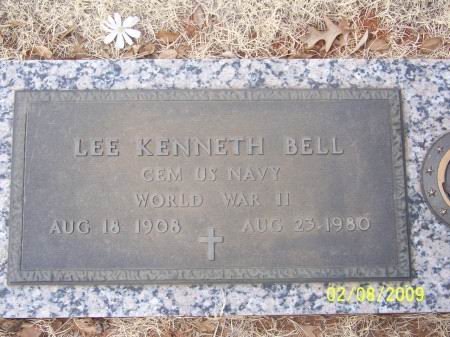 LEE KENNETH BELL
CEM US NAVY
WORLD WAR II
AUG 18 1908 AUG 23 1980
02/08/2009